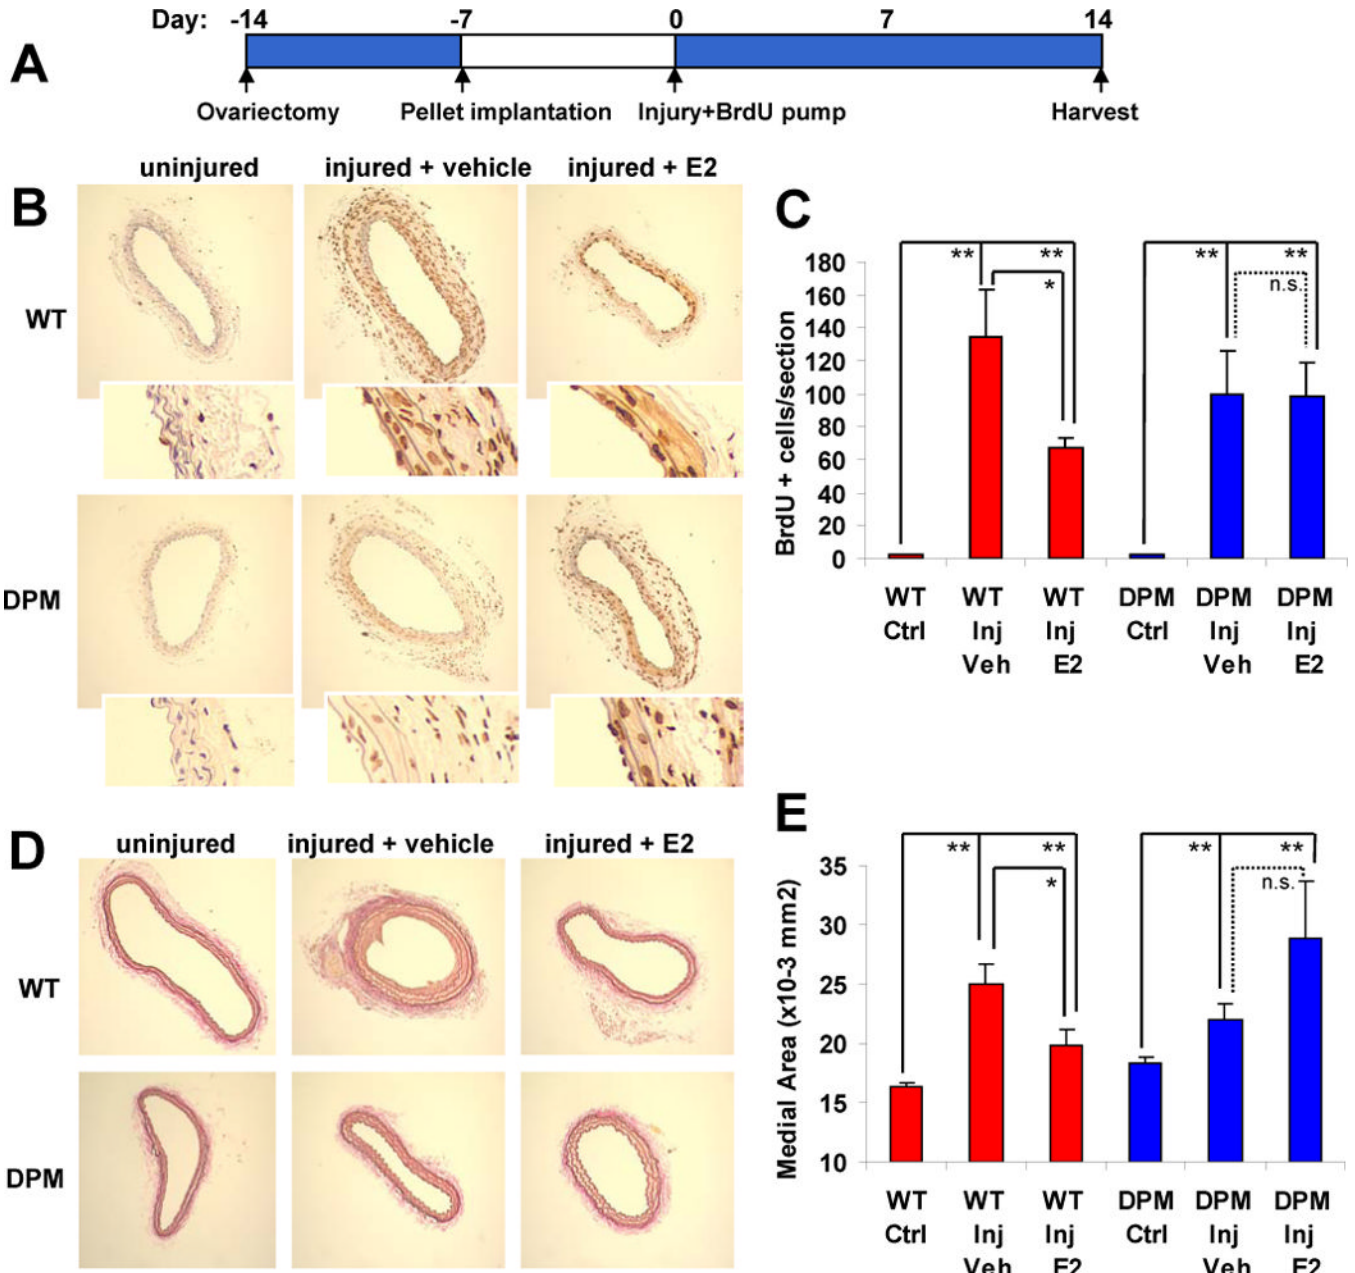 Day: -14 -7 0 7 14
A
Ovariectomy Pellet implantation Injury+BrdU pump Harvest
uninjured injured + vehicle injured + E2
B
WT
DPM
C
** ** ** **
* n.s.
180
160
140
120
100
80
60
40
20
0
BrdU + cells/section
WT WT WT DPM DPM DPM
Ctrl Inj Inj Ctrl Inj Inj
Veh E2 Veh E2
D
uninjured injured + vehicle injured + E2
WT
DPM
E
** ** ** **
* n.s.
35
30
25
20
15
10
Medial Area (x10-3 mm2)
WT WT WT DPM DPM DPM
Ctrl Inj Inj Ctrl Inj Inj
Veh E2 Veh E2